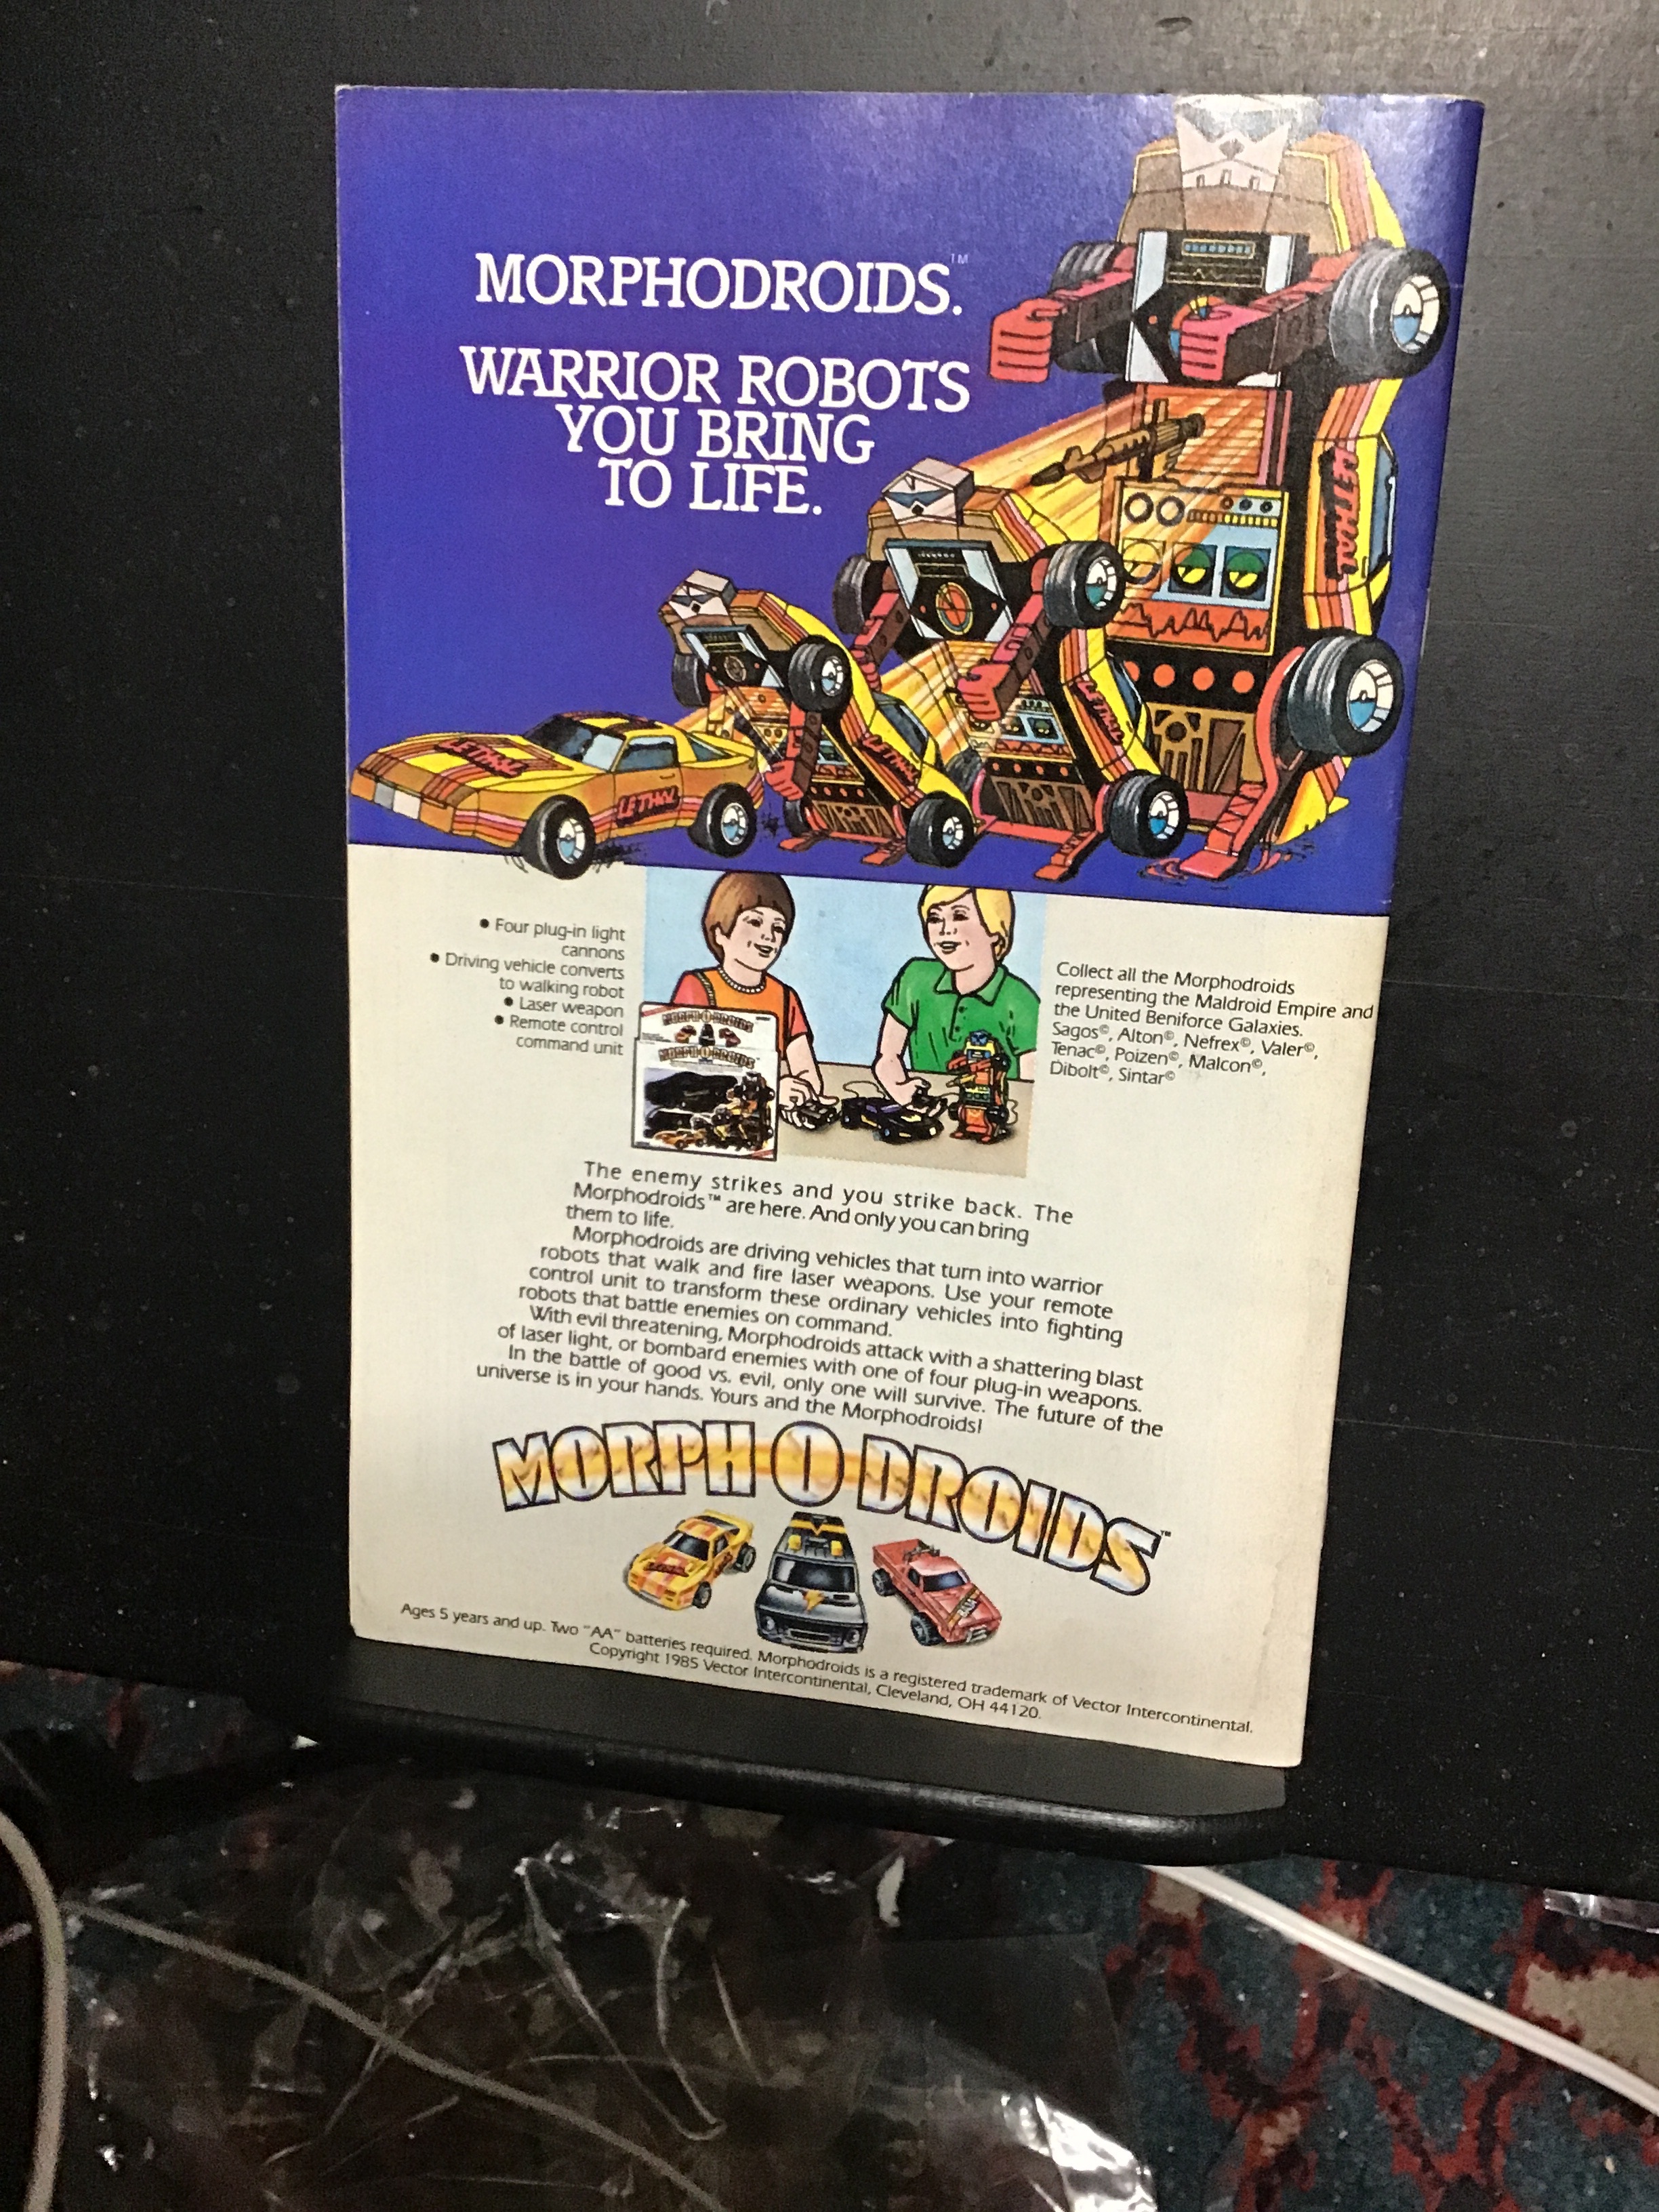 MORPHODROIDS.™
WARRIOR ROBOTS
YOU BRING
TO LIFE.
LETHAL
LETHAL
LETHAL
LETHAL
LETHAL
• Four plug-in light
cannons
• Driving vehicle converts
to walking robot
• Laser weapon
• Remote control
command unit
MORPH-O-DROIDS
MORPH-O-DROIDS
Collect all the Morphodroids
representing the Maldroid Empire and
the United Beniforce Galaxies.
Sagos©, Alton©, Nefrex©, Valer©,
Tenac©, Poizen©, Malcon©,
Dibolt©, Sintar©
The enemy strikes and you strike back. The
Morphodroids™ are here. And only you can bring
them to life.
Morphodroids are driving vehicles that turn into warrior
robots that walk and fire laser weapons. Use your remote
control unit to transform these ordinary vehicles into fighting
robots that battle enemies on command.
With evil threatening, Morphodroids attack with a shattering blast
of laser light, or bombard enemies with one of four plug-in weapons.
In the battle of good vs. evil, only one will survive. The future of the
universe is in your hands. Yours and the Morphodroids!
MORPH O DROIDS™
Ages 5 years and up. Two "AA" batteries required. Morphodroids is a registered trademark of Vector Intercontinental.
Copyright 1985 Vector Intercontinental, Cleveland, OH 44120.